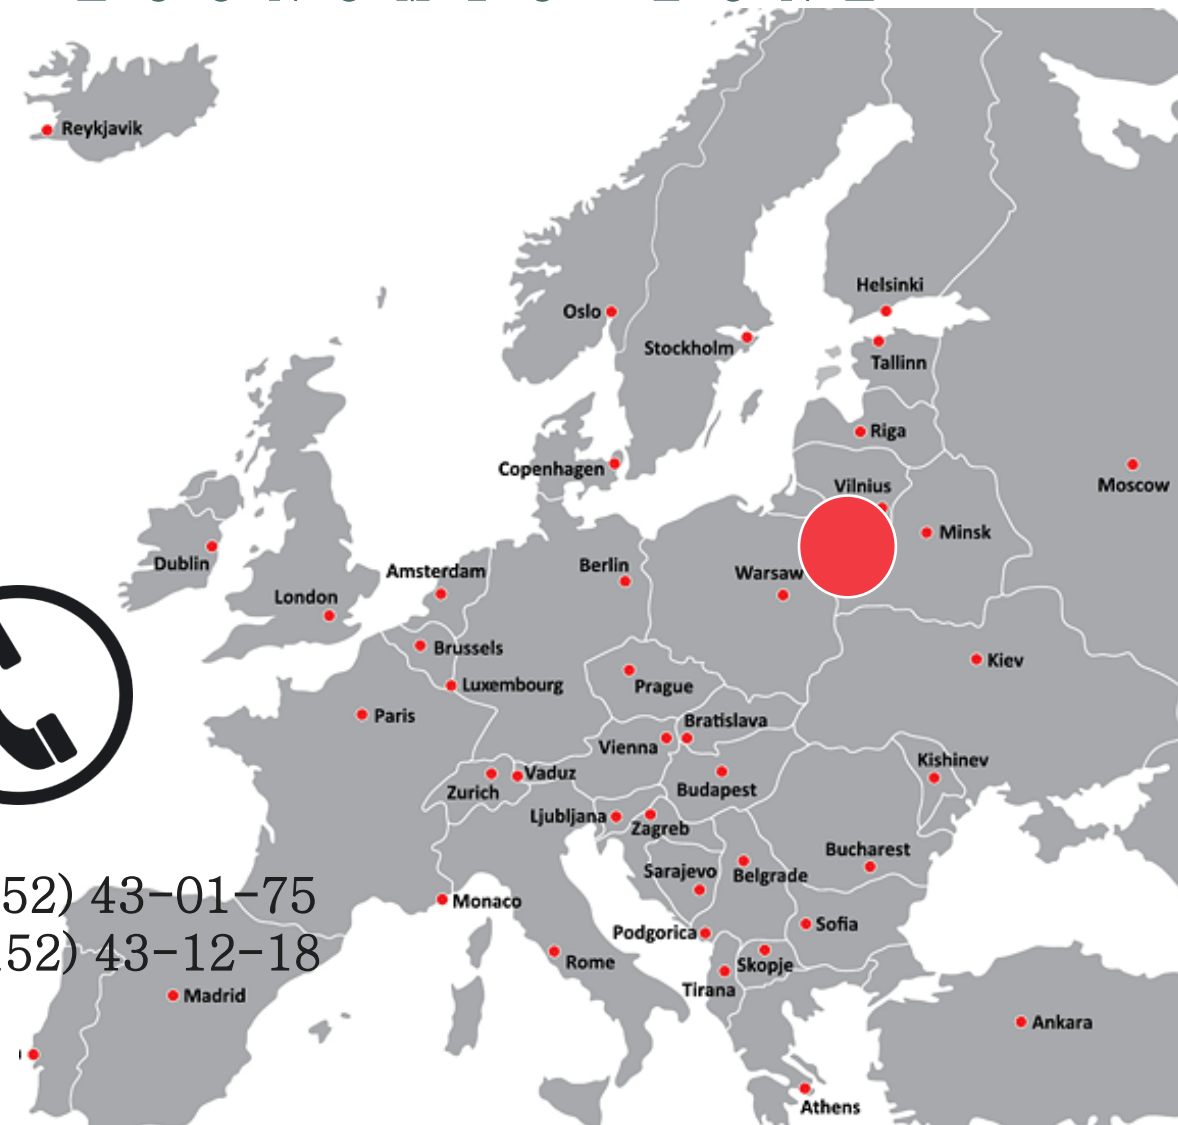 Reykjavik
Helsinki
Oslo
Stockholm
Tallinn
Riga
Copenhagen
Moscow
Vilnius
Minsk
Dublin
Amsterdam
Berlin
Warsaw
London
Brussels
Kiev
Luxembourg
Prague
Paris
Bratislava
Vienna
Kishinev
Vaduz
Zurich
Budapest
Ljubljana
Zagreb
Bucharest
Sarajevo
Belgrade
52) 43-01-75
Monaco
Sofia
Podgorica
52) 43-12-18
Rome
Skopje
Tirana
Madrid
Ankara
Athens